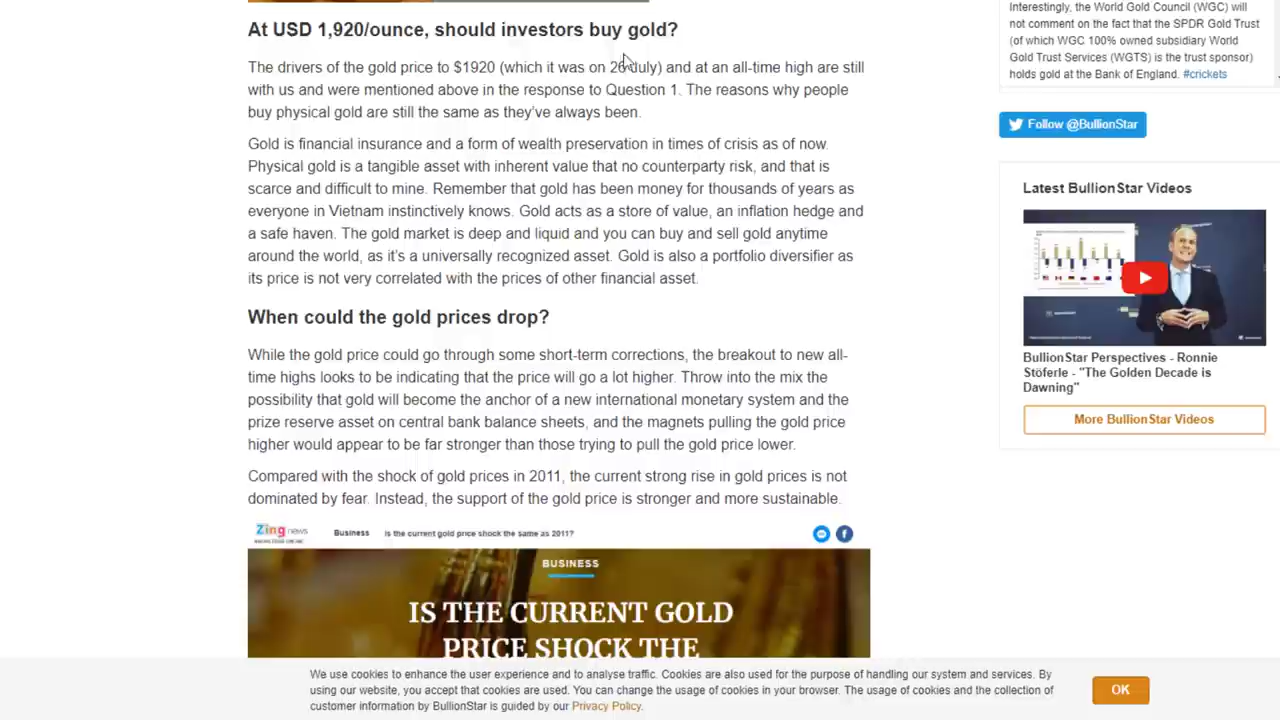 At USD 1,920/ounce, should investors buy gold?
The drivers of the gold price to $1920 (which it was on 26 July) and at an all-time high are still
with us and were mentioned above in the response to Question 1. The reasons why people
buy physical gold are still the same as they've always been.
Gold is financial insurance and a form of wealth preservation in times of crisis as of now.
Physical gold is a tangible asset with inherent value that no counterparty risk, and that is
scarce and difficult to mine. Remember that gold has been money for thousands of years as
everyone in Vietnam instinctively knows. Gold acts as a store of value, an inflation hedge and
a safe haven. The gold market is deep and liquid and you can buy and sell gold anytime
around the world, as it's a universally recognized asset. Gold is also a portfolio diversifier as
its price is not very correlated with the prices of other financial asset.
When could the gold prices drop?
While the gold price could go through some short-term corrections, the breakout to new all-
time highs looks to be indicating that the price will go a lot higher. Throw into the mix the
possibility that gold will become the anchor of a new international monetary system and the
prize reserve asset on central bank balance sheets, and the magnets pulling the gold price
higher would appear to be far stronger than those trying to pull the gold price lower.
Compared with the shock of gold prices in 2011, the current strong rise in gold prices is not
dominated by fear. Instead, the support of the gold price is stronger and more sustainable.
Zing news
Business Is the current gold price shock the same as 2011?
BUSINESS
IS THE CURRENT GOLD
PRICE SHOCK THE
Interestingly, the World Gold Council (WGC) will
not comment on the fact that the SPDR Gold Trust
(of which WGC 100% owned subsidiary World
Gold Trust Services (WGTS) is the trust sponsor)
holds gold at the Bank of England. #crickets
Follow @BullionStar
Latest BullionStar Videos
BullionStar Perspectives - Ronnie
Stöferle - "The Golden Decade is
Dawning"
More BullionStar Videos
We use cookies to enhance the user experience and to analyse traffic. Cookies are also used for the purpose of handling our system and services. By
using our website, you accept that cookies are used. You can change the usage of cookies in your browser. The usage of cookies and the collection of
customer information by BullionStar is guided by our Privacy Policy.
OK